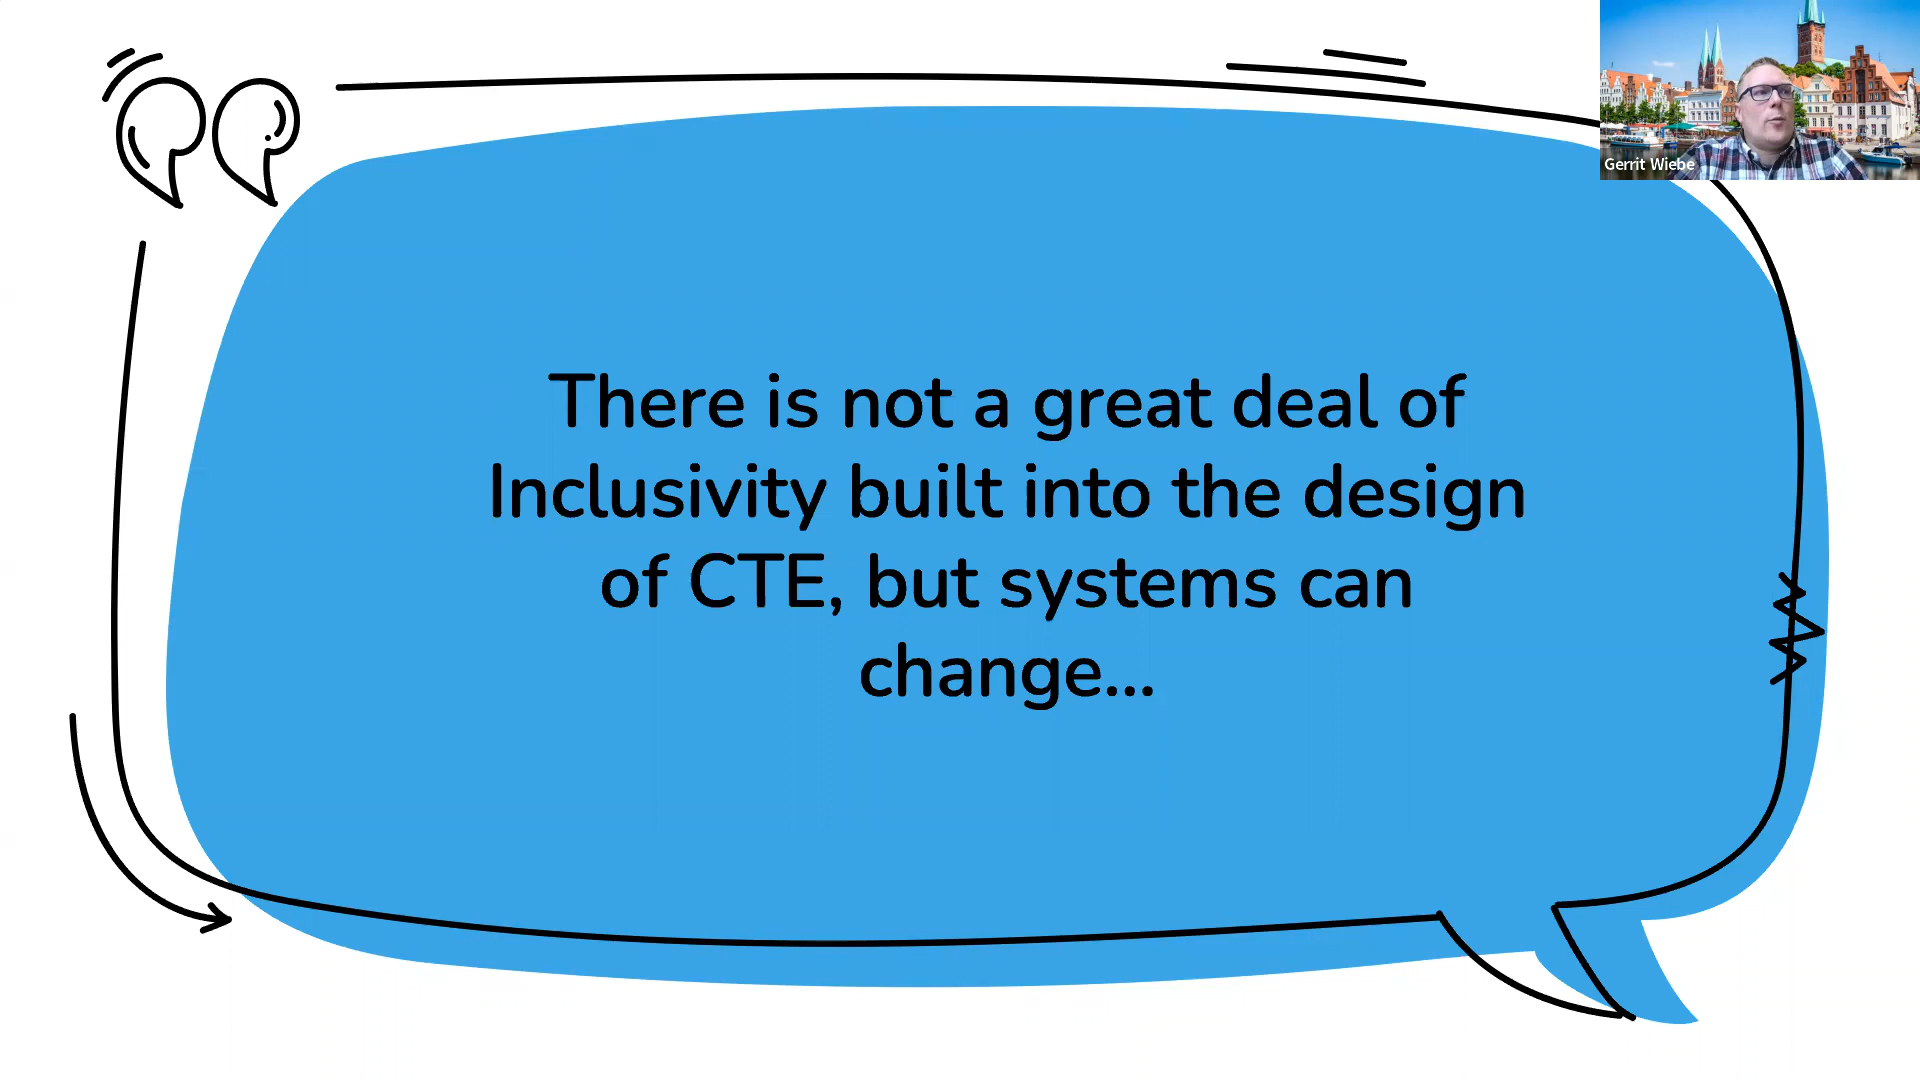 Gerrit Wiebe
There is not a great deal of
Inclusivity built into the design
of CTE, but systems can
change...